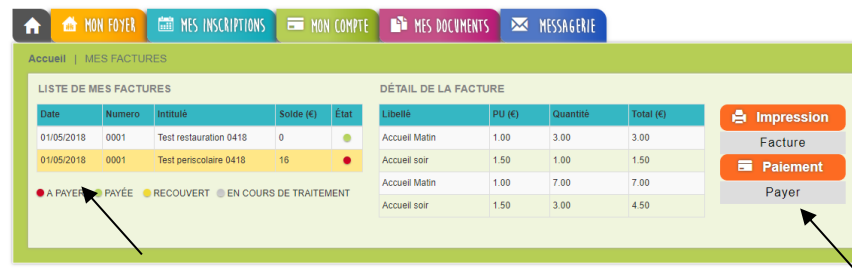 MON FOYER MES INSCRIPTIONS MON COMPTE MES DOCUMENTS MESSAGERIE
Accueil | MES FACTURES
LISTE DE MES FACTURES
Date Numero Intitulé Solde (€) État
01/05/2018 0001 Test restauration 0418 0
01/05/2018 0001 Test periscolaire 0418 16
A PAYER PAYÉE RECOUVERT EN COURS DE TRAITEMENT
DÉTAIL DE LA FACTURE
Libellé PU (€) Quantité Total (€)
Accueil Matin 1.00 3.00 3.00
Accueil soir 1.50 1.00 1.50
Accueil Matin 1.00 7.00 7.00
Accueil soir 1.50 3.00 4.50
Impression
Facture
Paiement
Payer